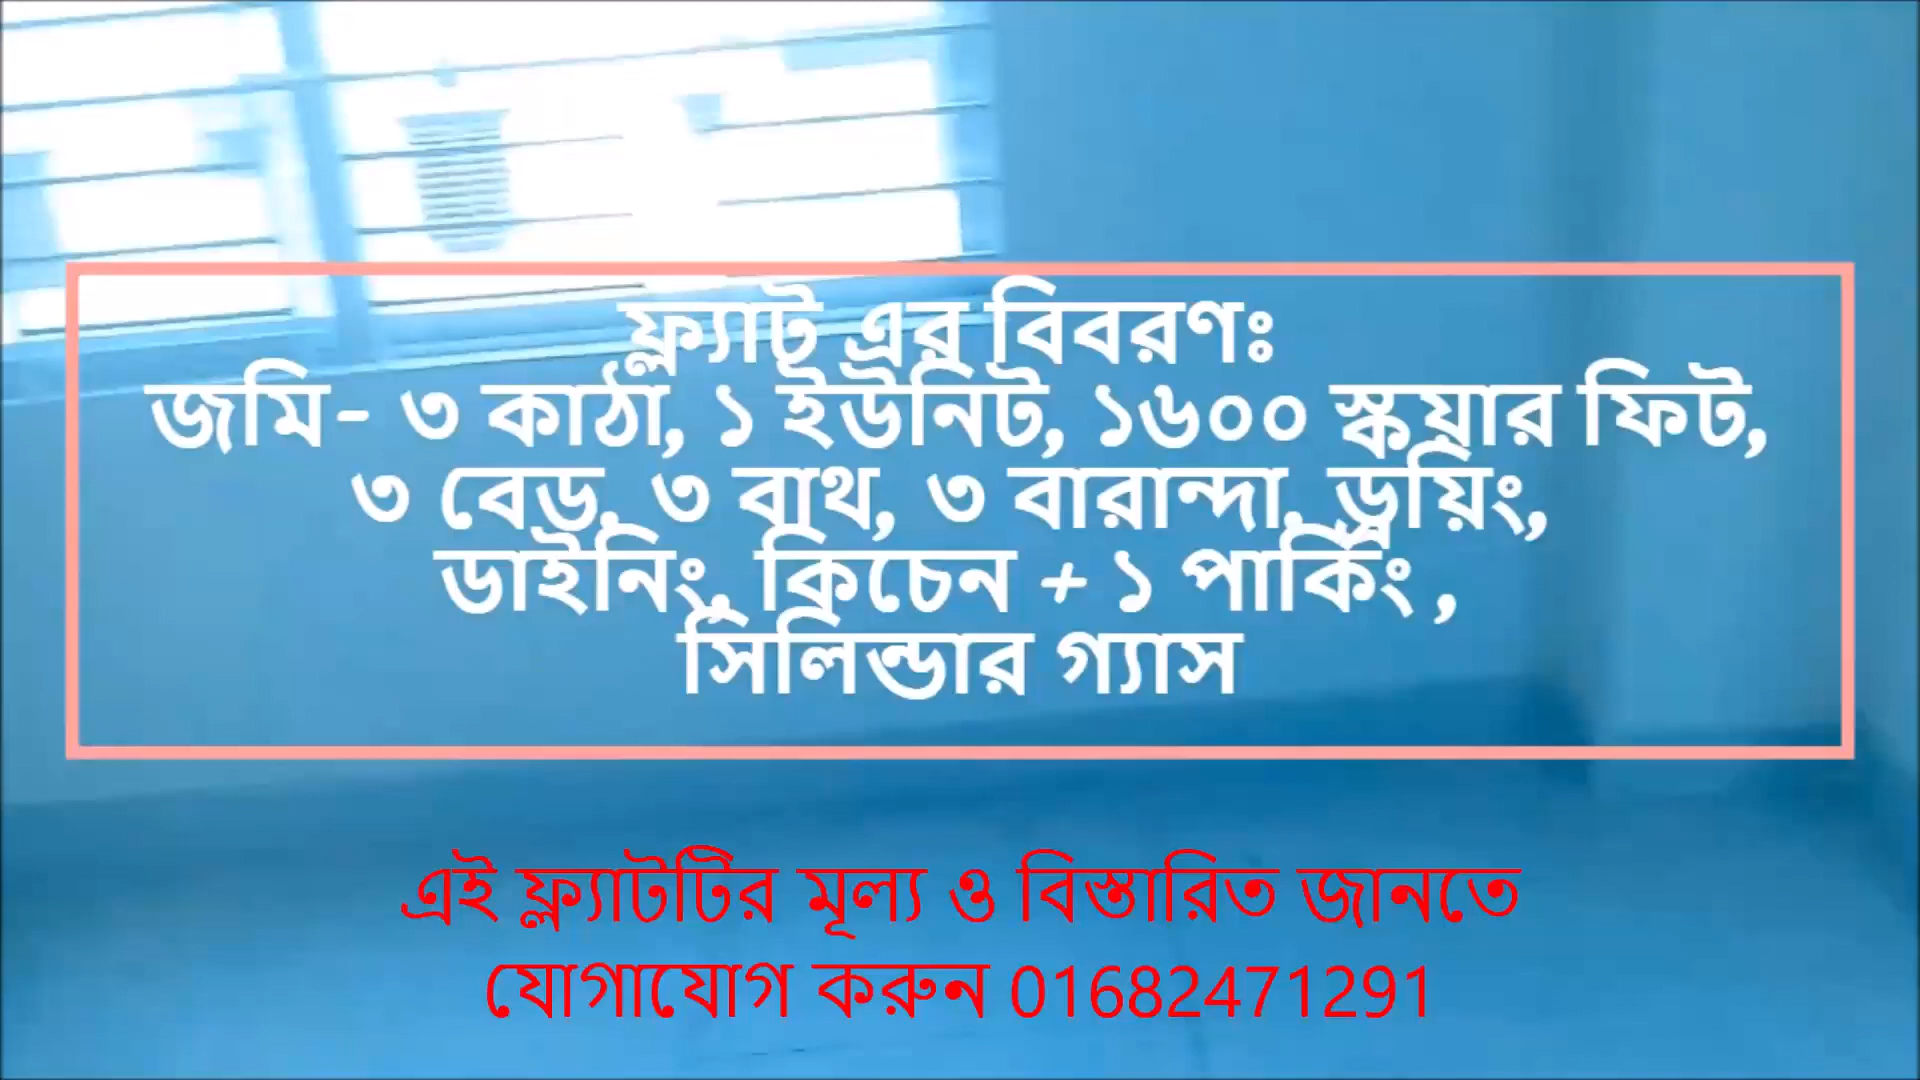 ফ্ল্যাট এর বিবরণঃ
জমি- ৩ কাঠা, ১ ইউনিট, ১৬০০ স্কয়ার ফিট,
৩ বেড, ৩ বাথ, ৩ বারান্দা, ড্রয়িং,
ডাইনিং, কিচেন + ১ পার্কিং ,
সিলিন্ডার গ্যাস
এই ফ্ল্যাটটির মূল্য ও বিস্তারিত জানতে
যোগাযোগ করুন 01682471291